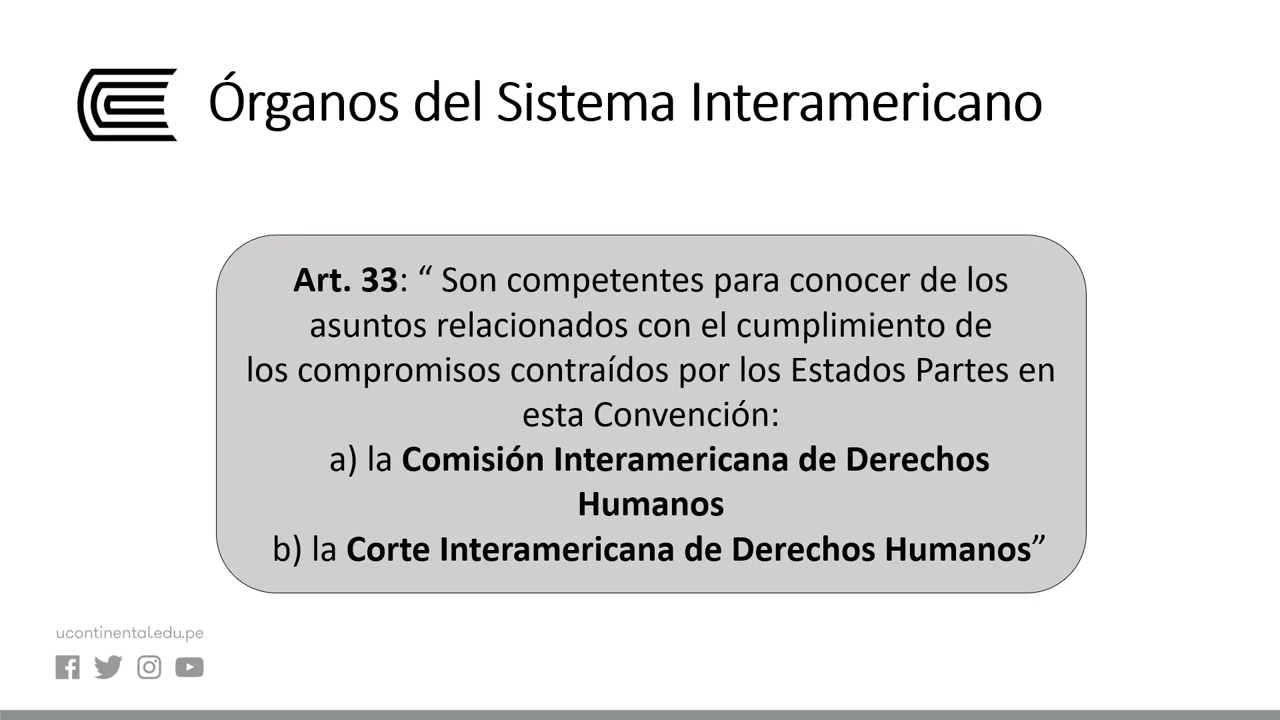 Órganos del Sistema Interamericano
Art. 33: “ Son competentes para conocer de los
asuntos relacionados con el cumplimiento de
los compromisos contraídos por los Estados Partes en
esta Convención:
a) la Comisión Interamericana de Derechos
Humanos
b) la Corte Interamericana de Derechos Humanos”
ucontinental.edu.pe